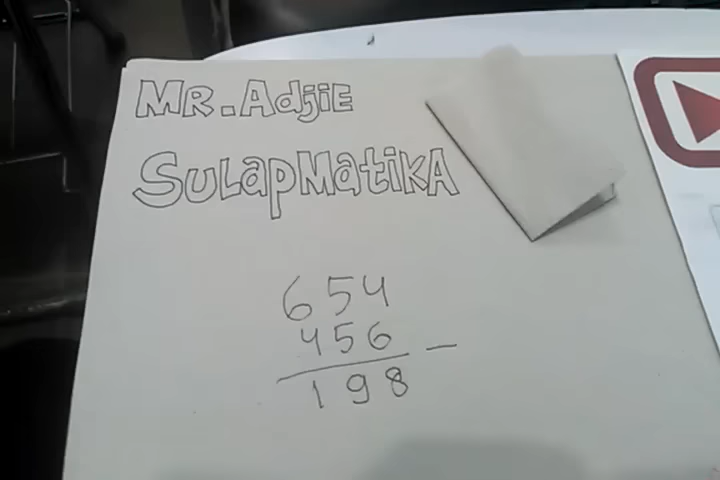 MR. AdjiE
SULapMatiKA
654
456 –
198